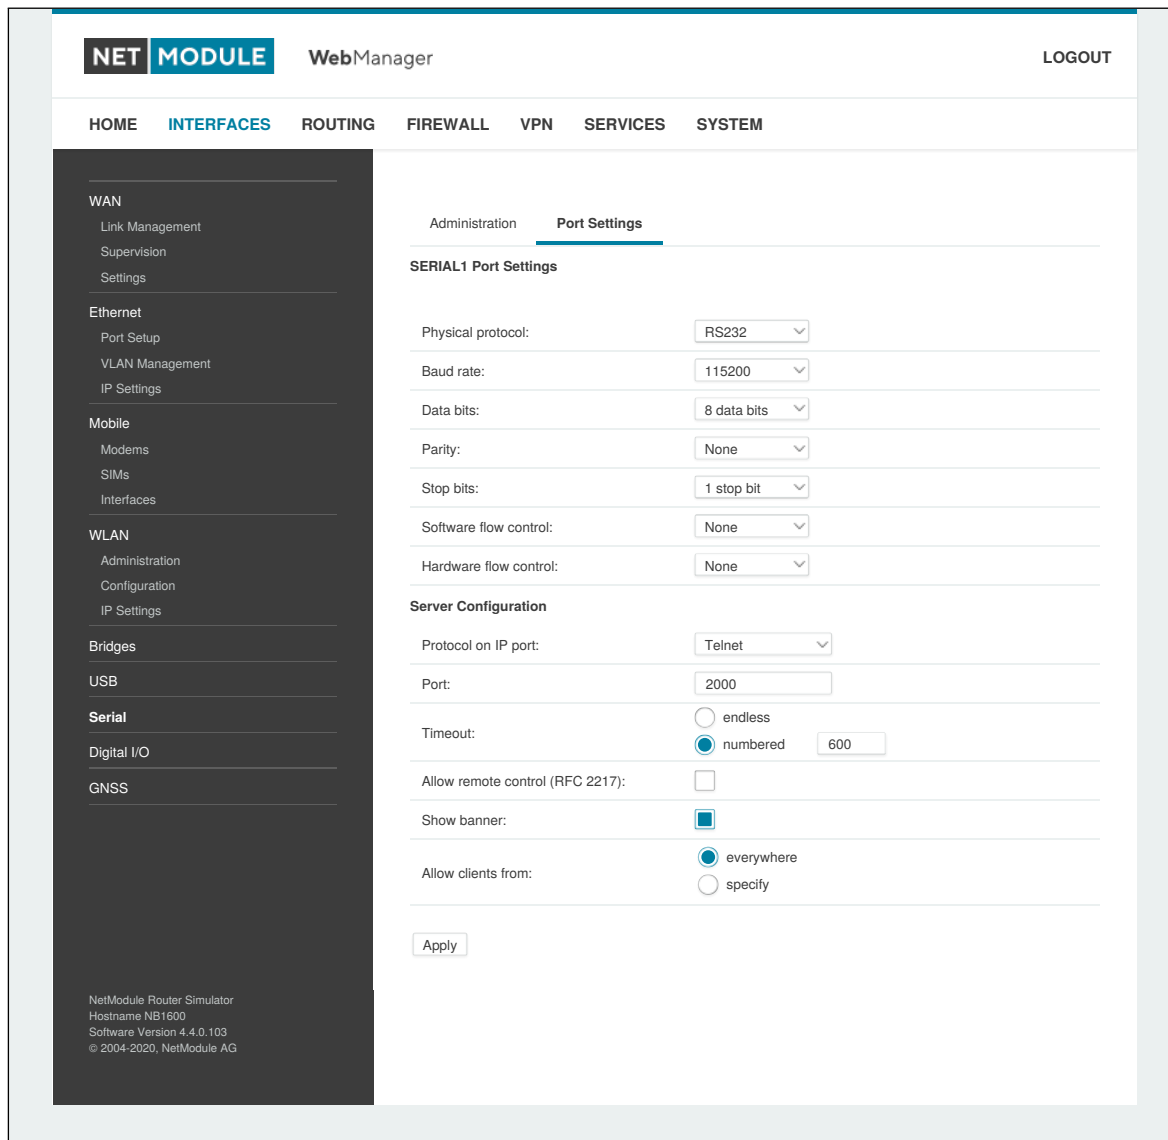 NET MODULE WebManager LOGOUT
HOME INTERFACES ROUTING FIREWALL VPN SERVICES SYSTEM
WAN
Link Management
Supervision
Settings
Ethernet
Port Setup
VLAN Management
IP Settings
Mobile
Modems
SIMs
Interfaces
WLAN
Administration
Configuration
IP Settings
Bridges
USB
Serial
Digital I/O
GNSS
NetModule Router Simulator
Hostname NB1600
Software Version 4.4.0.103
© 2004-2020, NetModule AG
Administration Port Settings
SERIAL1 Port Settings
Physical protocol: RS232
Baud rate: 115200
Data bits: 8 data bits
Parity: None
Stop bits: 1 stop bit
Software flow control: None
Hardware flow control: None
Server Configuration
Protocol on IP port: Telnet
Port: 2000
Timeout: endless
numbered 600
Allow remote control (RFC 2217):
Show banner:
Allow clients from: everywhere
specify
Apply